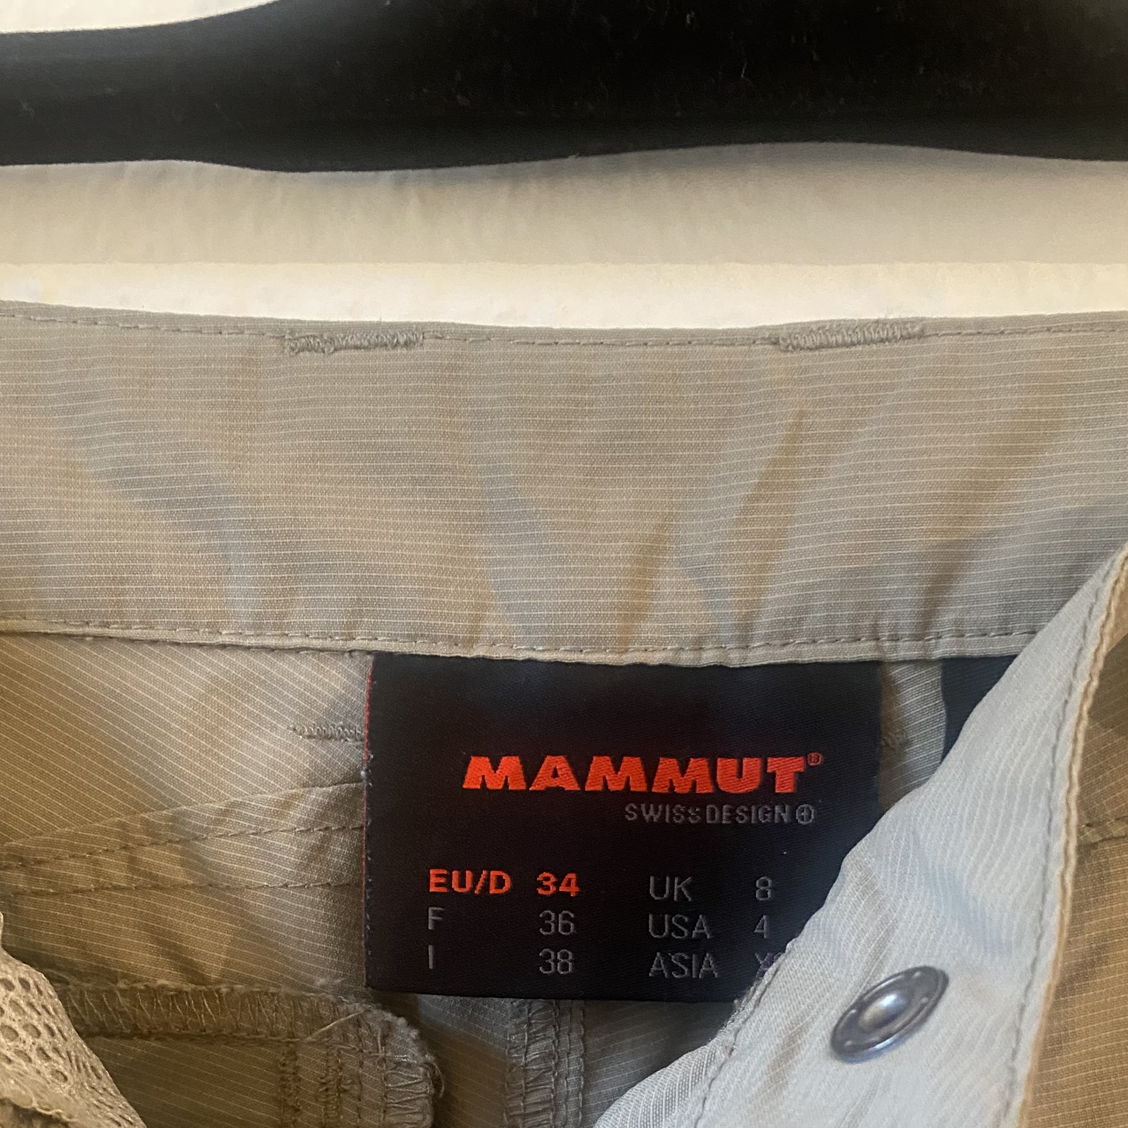 MAMMUT®
SWISS DESIGN
EU/D 34 UK 8
F 36 USA 4
I 38 ASIA